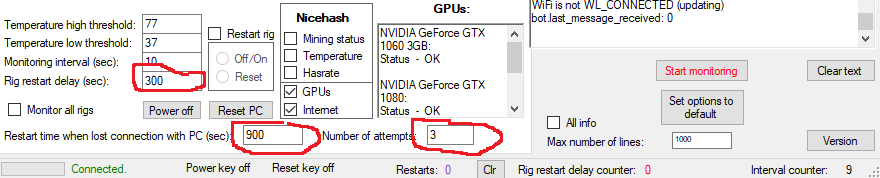 Temperature high threshold: 77
Temperature low threshold: 37
Monitoring interval (sec): 10
Rig restart delay (sec): 300
Monitor all rigs
Power off
Reset PC
Restart rig
Off/On
Reset
Nicehash
Mining status
Temperature
Hasrate
GPUs
Internet
GPUs:
NVIDIA GeForce GTX
1060 3GB:
Status - OK
NVIDIA GeForce GTX
1080:
Status - OK
WiFi is not WL_CONNECTED (updating)
bot.last_message_received: 0
Start monitoring
Clear text
Set options to
default
All info
Max number of lines: 1000
Version
Restart time when lost connection with PC (sec): 900
Number of attempts: 3
Connected.
Power key off
Reset key off
Restarts: 0
Clr
Rig restart delay counter: 0
Interval counter: 9